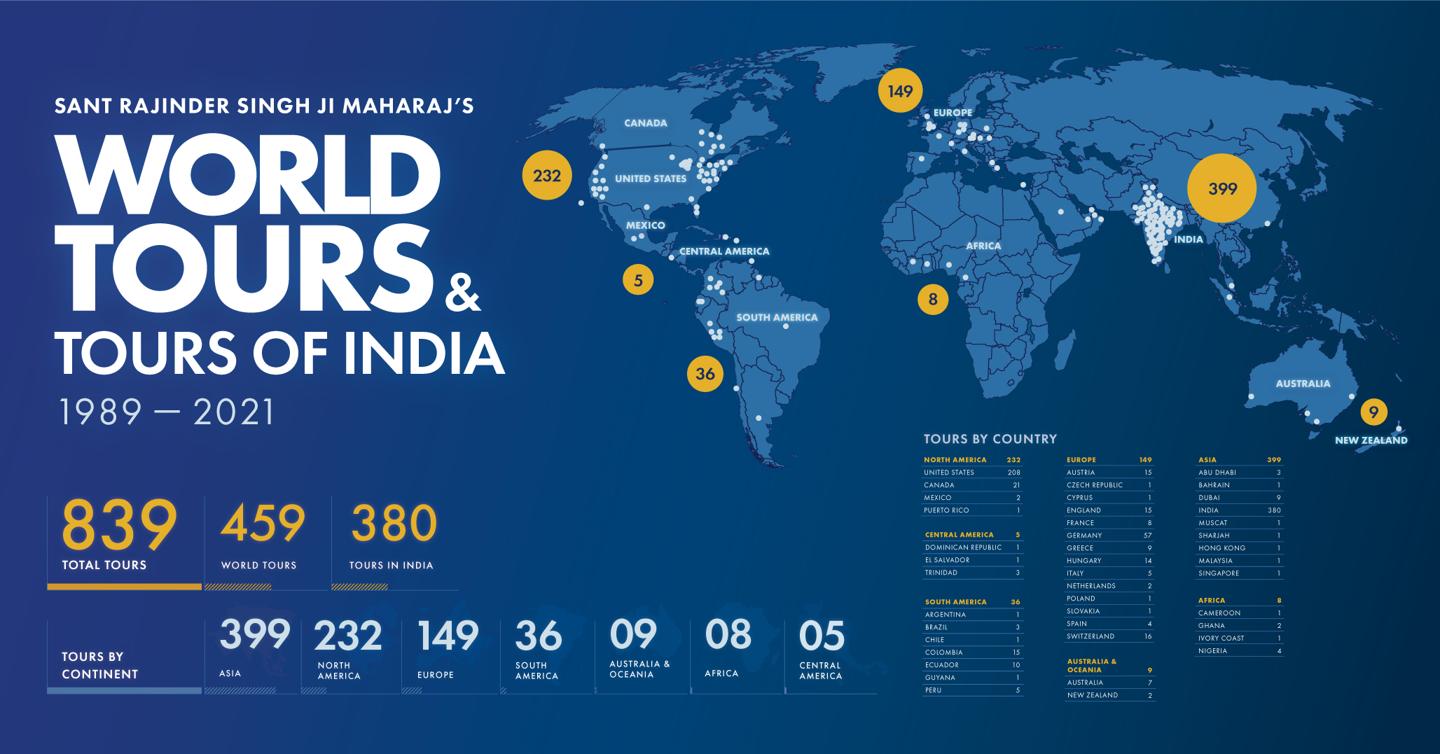 SANT RAJINDER SINGH JI MAHARAJ'S
WORLD
TOURS &
TOURS OF INDIA
1989 — 2021
839
TOTAL TOURS
459
WORLD TOURS
380
TOURS IN INDIA
TOURS BY
CONTINENT
399
ASIA
232
NORTH
AMERICA
149
EUROPE
36
SOUTH
AMERICA
09
AUSTRALIA &
OCEANIA
08
AFRICA
05
CENTRAL
AMERICA
149
EUROPE
CANADA
232
UNITED STATES
399
MEXICO
INDIA
CENTRAL AMERICA
AFRICA
5
8
SOUTH AMERICA
36
AUSTRALIA
9
NEW ZEALAND
TOURS BY COUNTRY
NORTH AMERICA 232
UNITED STATES 208
CANADA 21
MEXICO 2
PUERTO RICO 1
CENTRAL AMERICA 5
DOMINICAN REPUBLIC 1
EL SALVADOR 1
TRINIDAD 3
SOUTH AMERICA 36
ARGENTINA 1
BRAZIL 3
CHILE 1
COLOMBIA 15
ECUADOR 10
GUYANA 1
PERU 5
EUROPE 149
AUSTRIA 15
CZECH REPUBLIC 1
CYPRUS 1
ENGLAND 15
FRANCE 8
GERMANY 57
GREECE 9
HUNGARY 14
ITALY 5
NETHERLANDS 2
POLAND 1
SLOVAKIA 1
SPAIN 4
SWITZERLAND 16
AUSTRALIA &
OCEANIA 9
AUSTRALIA 7
NEW ZEALAND 2
ASIA 399
ABU DHABI 3
BAHRAIN 1
DUBAI 9
INDIA 380
MUSCAT 1
SHARJAH 1
HONG KONG 1
MALAYSIA 1
SINGAPORE 1
AFRICA 8
CAMEROON 1
GHANA 2
IVORY COAST 1
NIGERIA 4